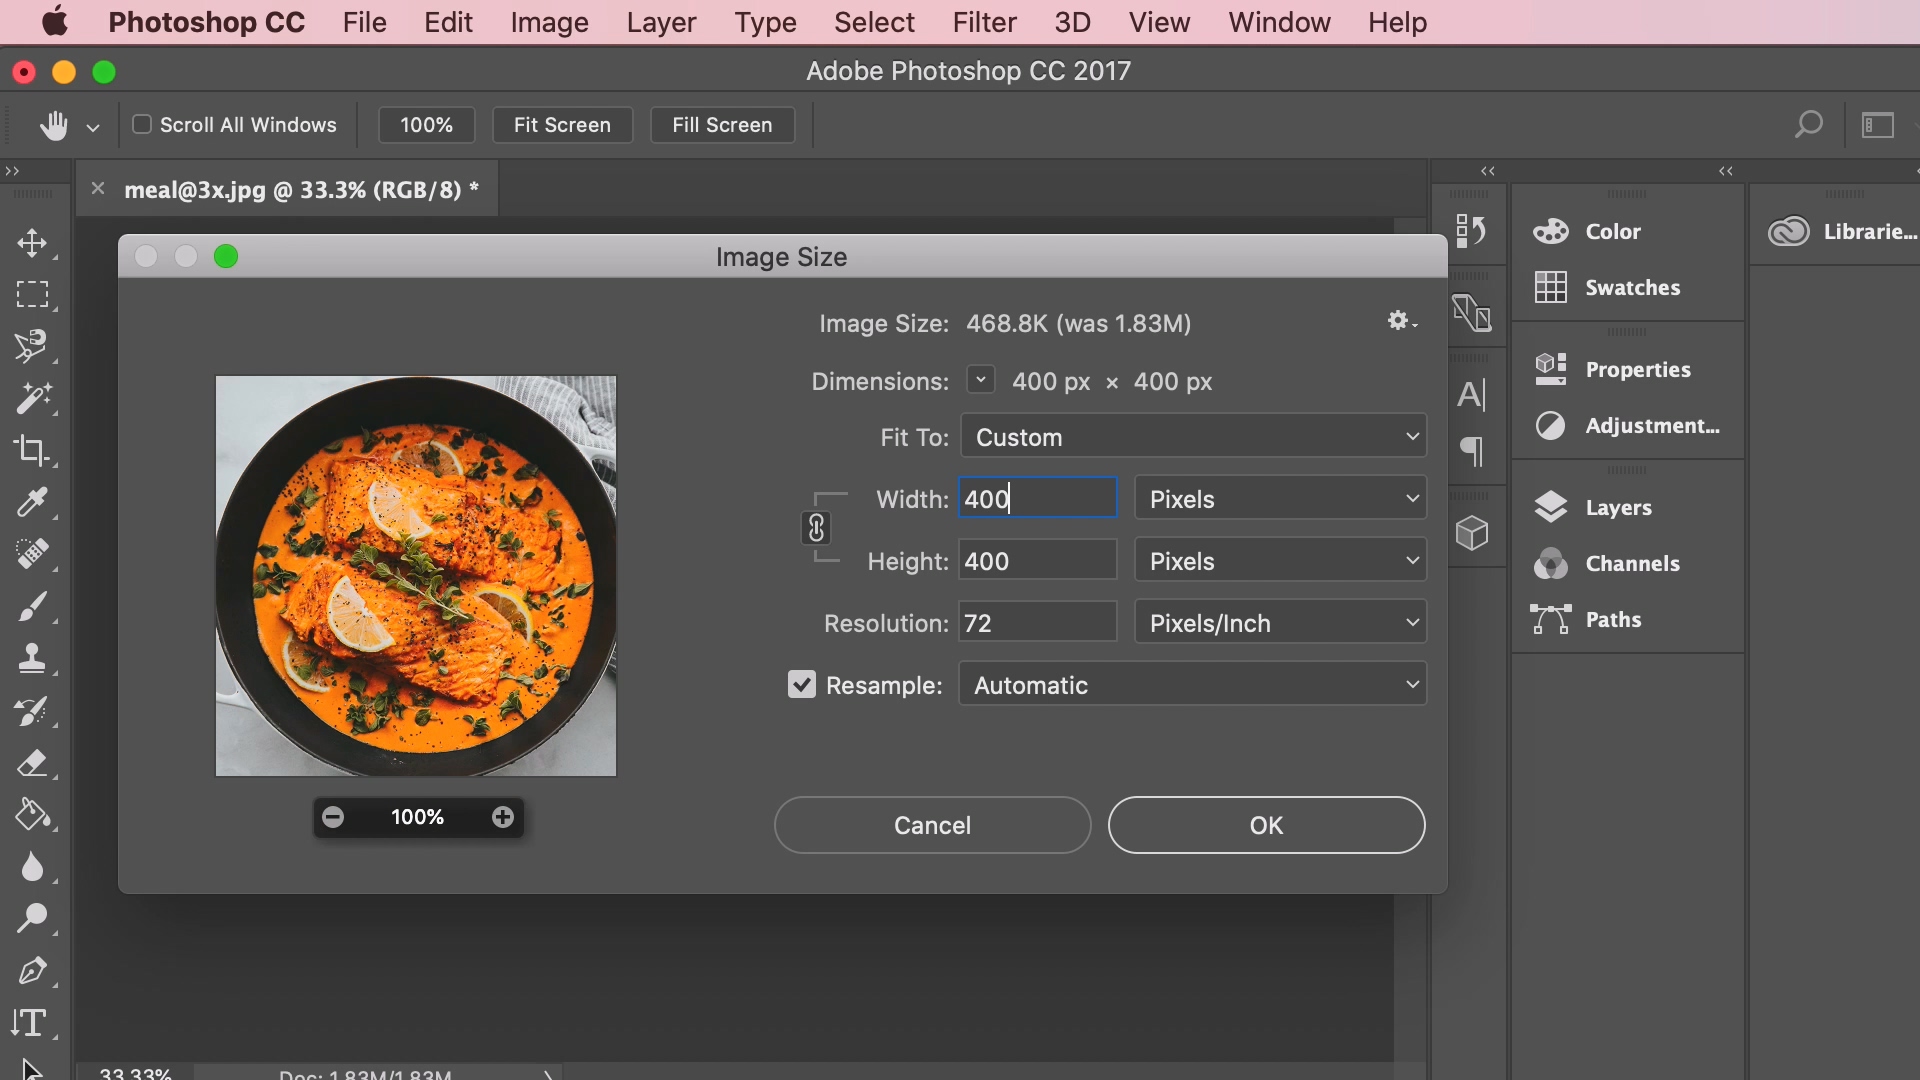 Photoshop CC File Edit Image Layer Type Select Filter 3D View Window Help
Adobe Photoshop CC 2017
Scroll All Windows 100% Fit Screen Fill Screen
meal@3x.jpg @ 33.3% (RGB/8) *
Image Size
Image Size: 468.8K (was 1.83M)
Dimensions: 400 px × 400 px
Fit To: Custom
Width: 400 Pixels
Height: 400 Pixels
Resolution: 72 Pixels/Inch
Resample: Automatic
100%
Cancel OK
Color
Swatches
Properties
Adjustment...
Layers
Channels
Paths
Librarie...
33.33% Doc: 1.83M/1.83M